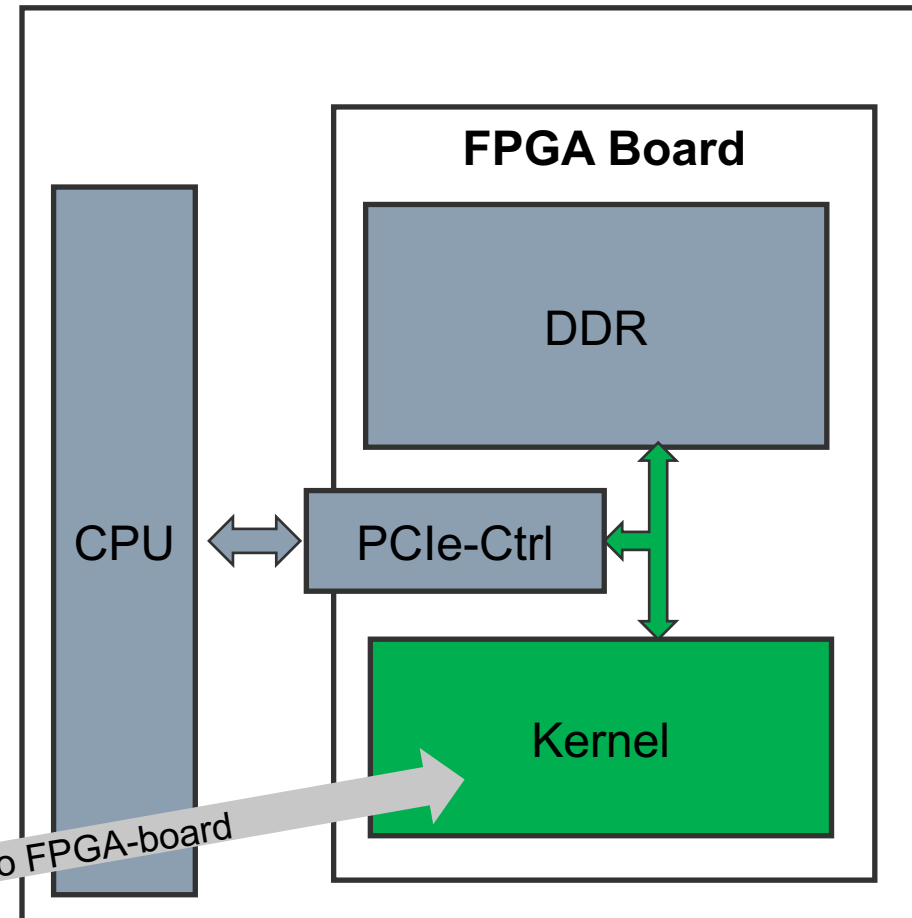 FPGA Board
DDR
CPU
PCIe-Ctrl
Kernel
o FPGA-board